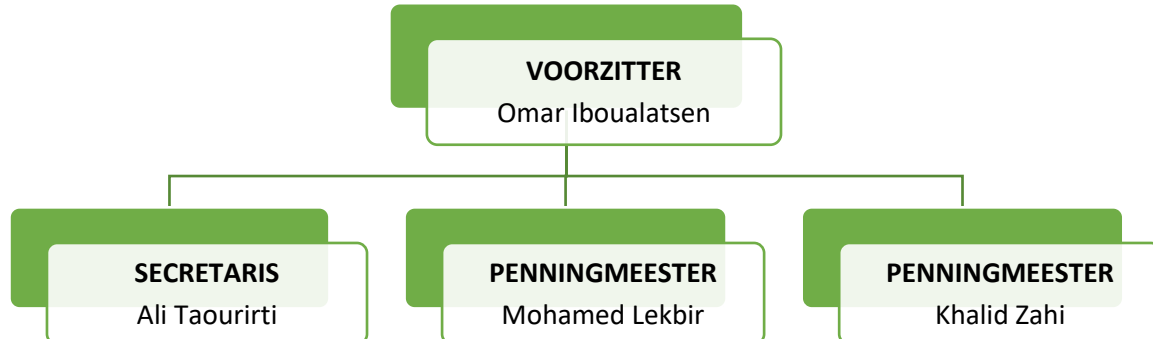 VOORZITTER
Omar Iboualatsen
SECRETARIS
Ali Taourirti
PENNINGMEESTER
Mohamed Lekbir
PENNINGMEESTER
Khalid Zahi